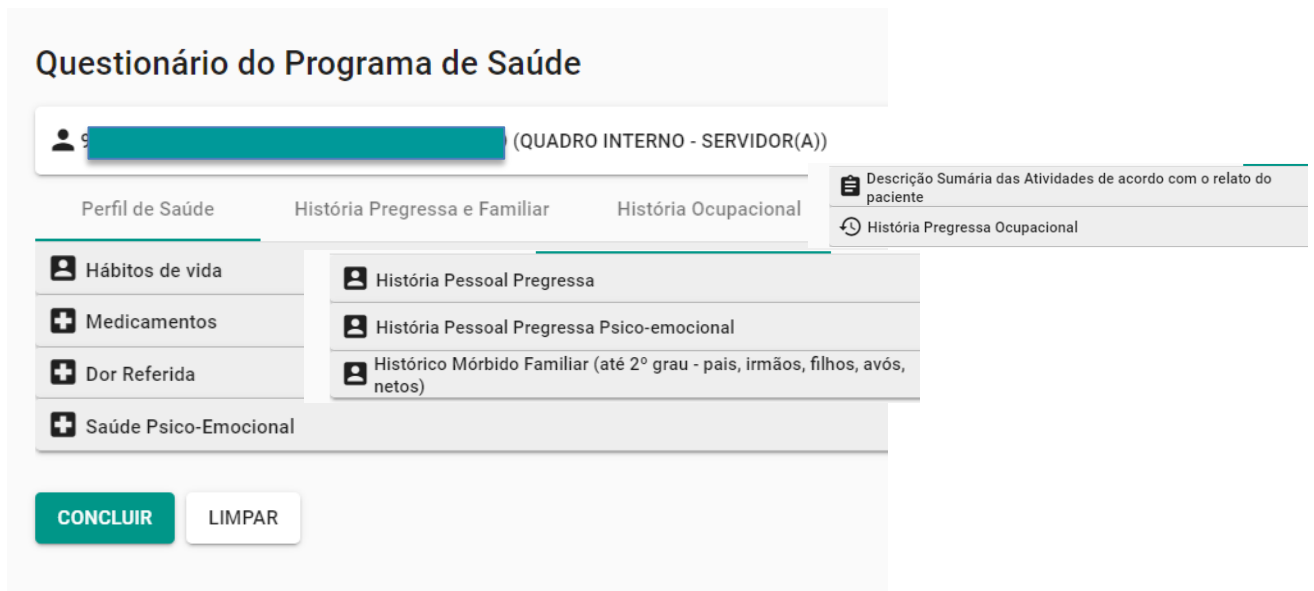 Questionário do Programa de Saúde
(QUADRO INTERNO - SERVIDOR(A))
Perfil de Saúde
História Pregressa e Familiar
História Ocupacional
Hábitos de vida
Medicamentos
Dor Referida
Saúde Psico-Emocional
História Pessoal Pregressa
História Pessoal Pregressa Psico-emocional
Histórico Mórbido Familiar (até 2º grau - pais, irmãos, filhos, avós,
netos)
Descrição Sumária das Atividades de acordo com o relato do
paciente
História Pregressa Ocupacional
CONCLUIR
LIMPAR